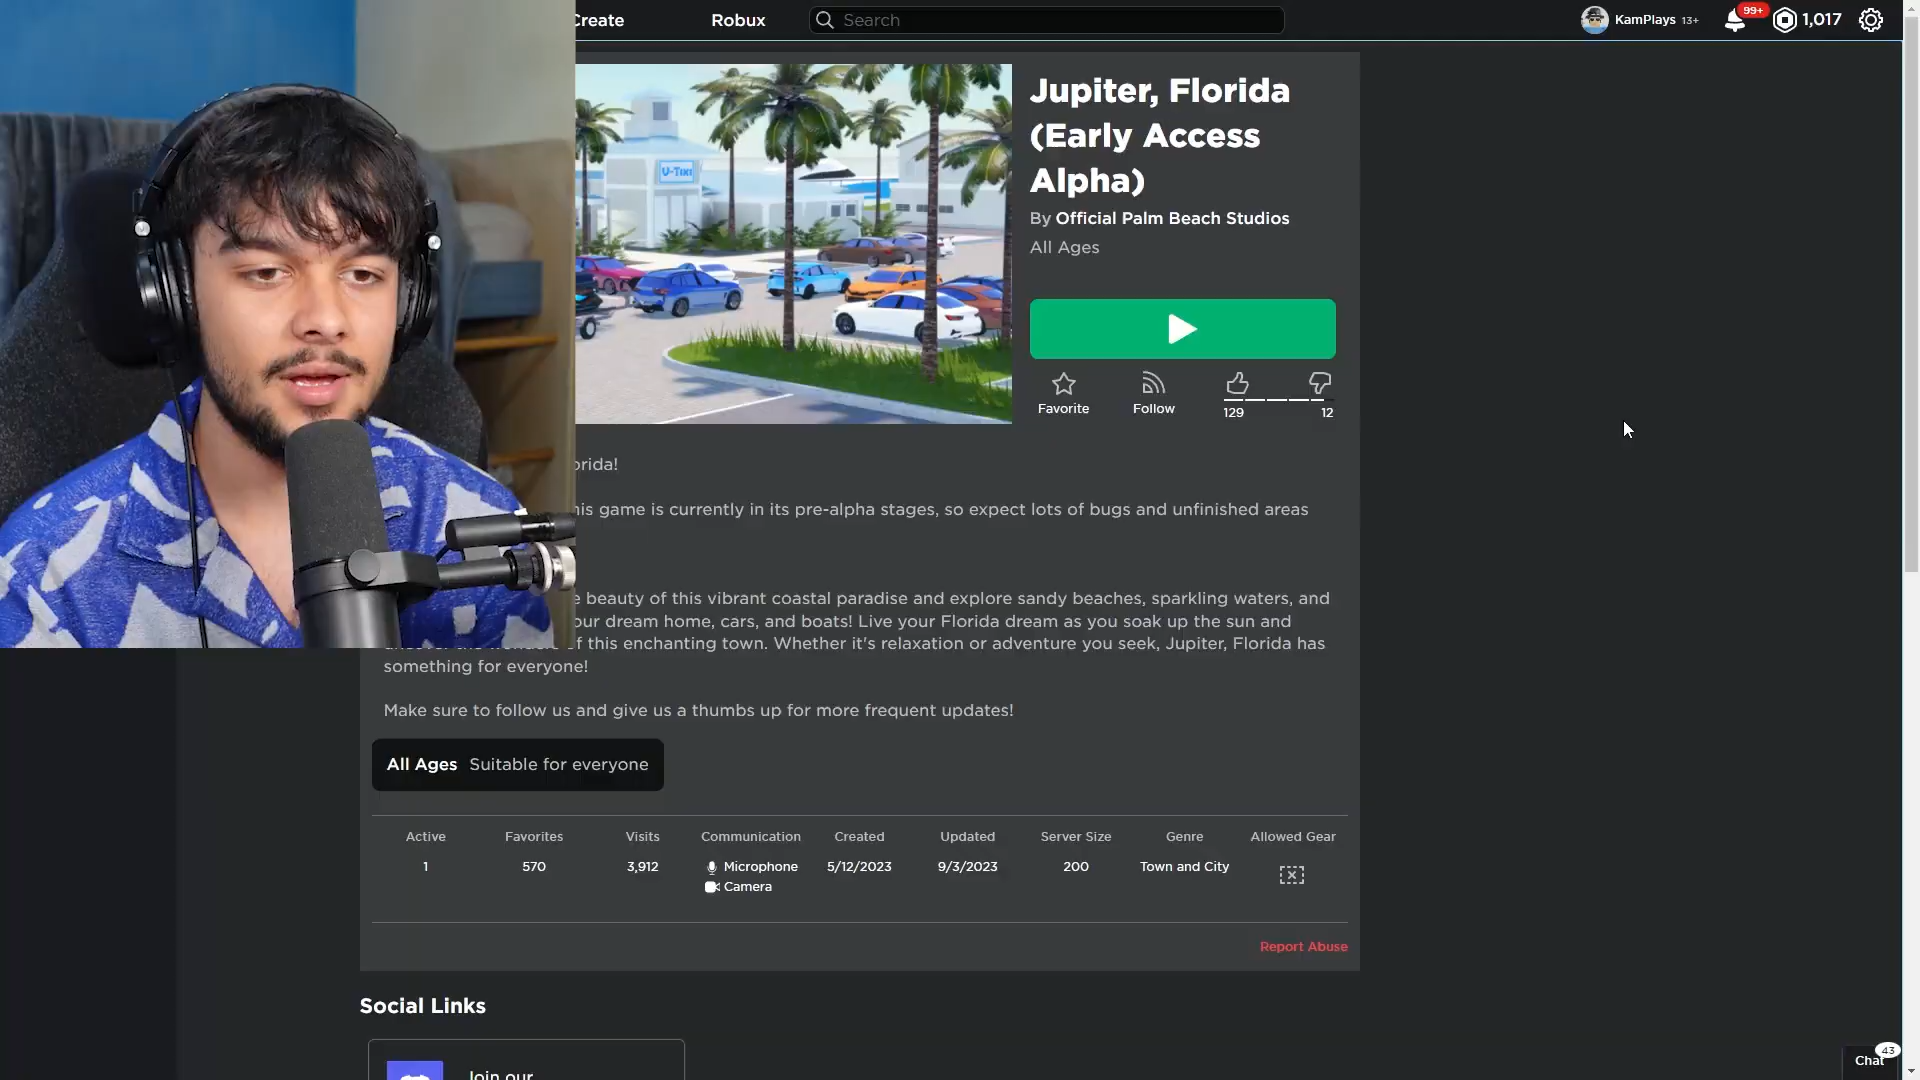 Create
Robux
Search
KamPlays 13+
99+
1,017
U-Tiki
Jupiter, Florida
(Early Access
Alpha)
By Official Palm Beach Studios
All Ages
Favorite
Follow
129
12
orida!
his game is currently in its pre-alpha stages, so expect lots of bugs and unfinished areas
e beauty of this vibrant coastal paradise and explore sandy beaches, sparkling waters, and
our dream home, cars, and boats! Live your Florida dream as you soak up the sun and
of this enchanting town. Whether it's relaxation or adventure you seek, Jupiter, Florida has
something for everyone!
Make sure to follow us and give us a thumbs up for more frequent updates!
All Ages Suitable for everyone
Active Favorites Visits Communication Created Updated Server Size Genre Allowed Gear
1 570 3,912 Microphone 5/12/2023 9/3/2023 200 Town and City
Camera
Report Abuse
Social Links
Join our
Chat
43